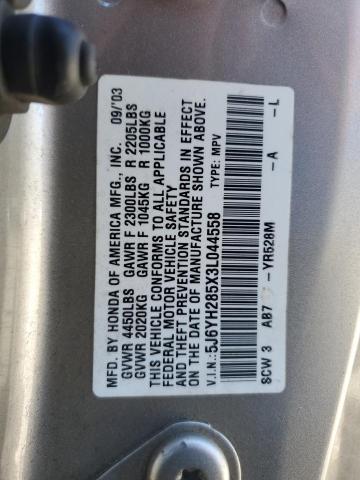 MFD. BY HONDA OF AMERICA MFG., INC. 09/'03
GVWR 4450LBS GAWR F 2300LBS R 2205LBS
GVWR 2020KG GAWR F 1045KG R 1000KG
THIS VEHICLE CONFORMS TO ALL APPLICABLE
FEDERAL MOTOR VEHICLE SAFETY
AND THEFT PREVENTION STANDARDS IN EFFECT
ON THE DATE OF MANUFACTURE SHOWN ABOVE.
V.I.N.: 5J6YH285X3L044558 TYPE: MPV
SCW 3 AB7 – YR528M – A – L